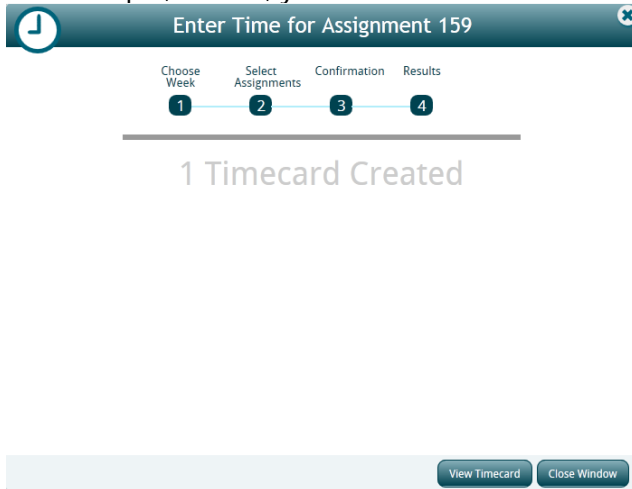 Enter Time for Assignment 159
Choose Week
Select Assignments
Confirmation
Results
1
2
3
4
1 Timecard Created
View Timecard
Close Window